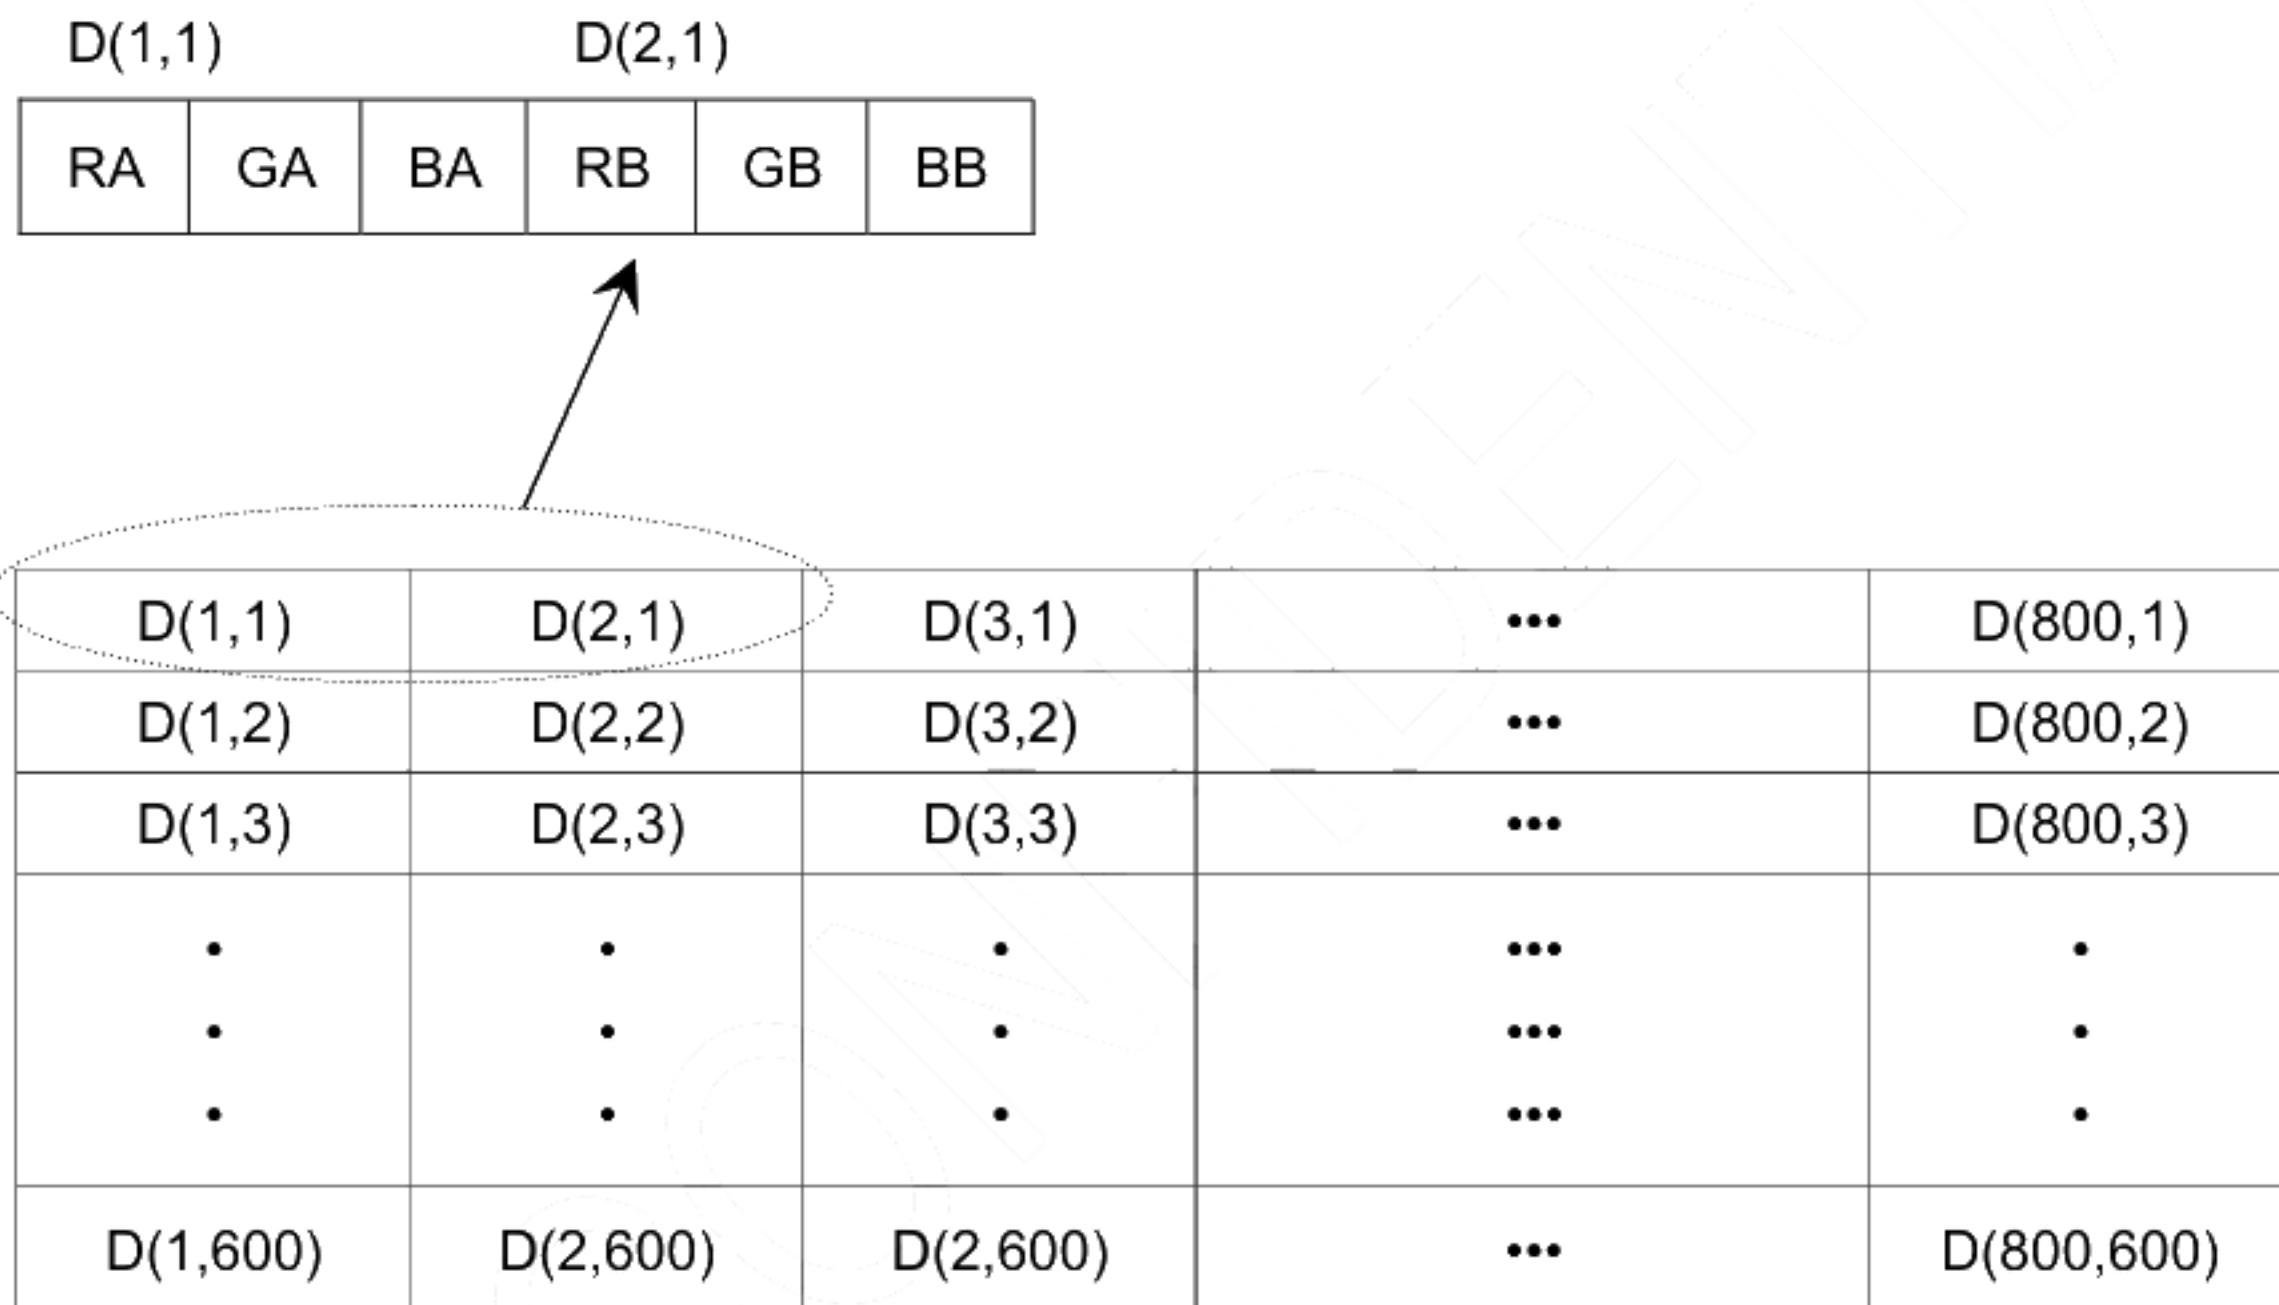 D(1,1) D(2,1)
RA GA BA RB GB BB
D(1,1) D(2,1) D(3,1) ••• D(800,1)
D(1,2) D(2,2) D(3,2) ••• D(800,2)
D(1,3) D(2,3) D(3,3) ••• D(800,3)
• • • ••• •
• • • ••• •
• • • ••• •
D(1,600) D(2,600) D(2,600) ••• D(800,600)